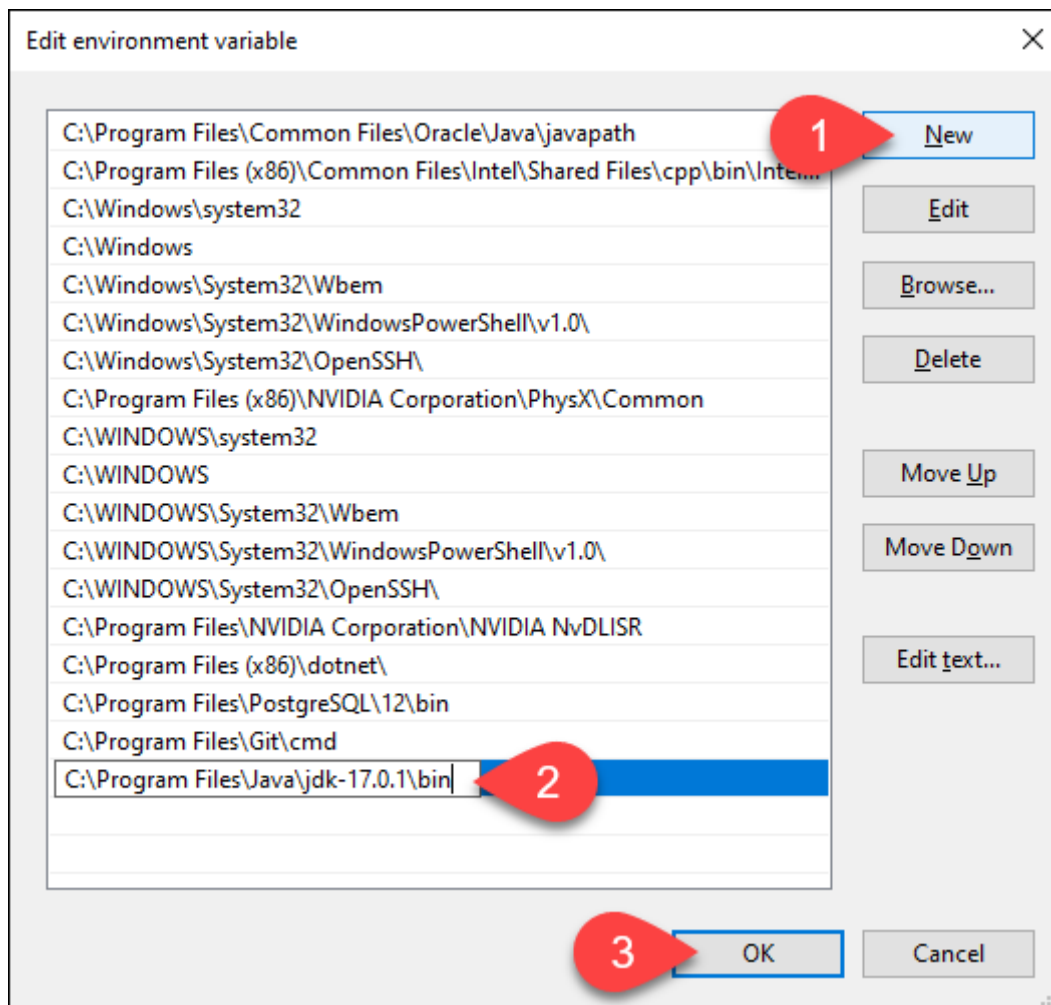 Edit environment variable
C:\Program Files\Common Files\Oracle\Java\javapath
1
New
C:\Program Files (x86)\Common Files\Intel\Shared Files\cpp\bin\Intel...
C:\Windows\system32
Edit
C:\Windows
C:\Windows\System32\Wbem
Browse...
C:\Windows\System32\WindowsPowerShell\v1.0\
C:\Windows\System32\OpenSSH\
Delete
C:\Program Files (x86)\NVIDIA Corporation\PhysX\Common
C:\WINDOWS\system32
C:\WINDOWS
Move Up
C:\WINDOWS\System32\Wbem
C:\WINDOWS\System32\WindowsPowerShell\v1.0\
Move Down
C:\WINDOWS\System32\OpenSSH\
C:\Program Files\NVIDIA Corporation\NVIDIA NvDLISR
C:\Program Files (x86)\dotnet\
Edit text...
C:\Program Files\PostgreSQL\12\bin
C:\Program Files\Git\cmd
C:\Program Files\Java\jdk-17.0.1\bin
2
3
OK
Cancel